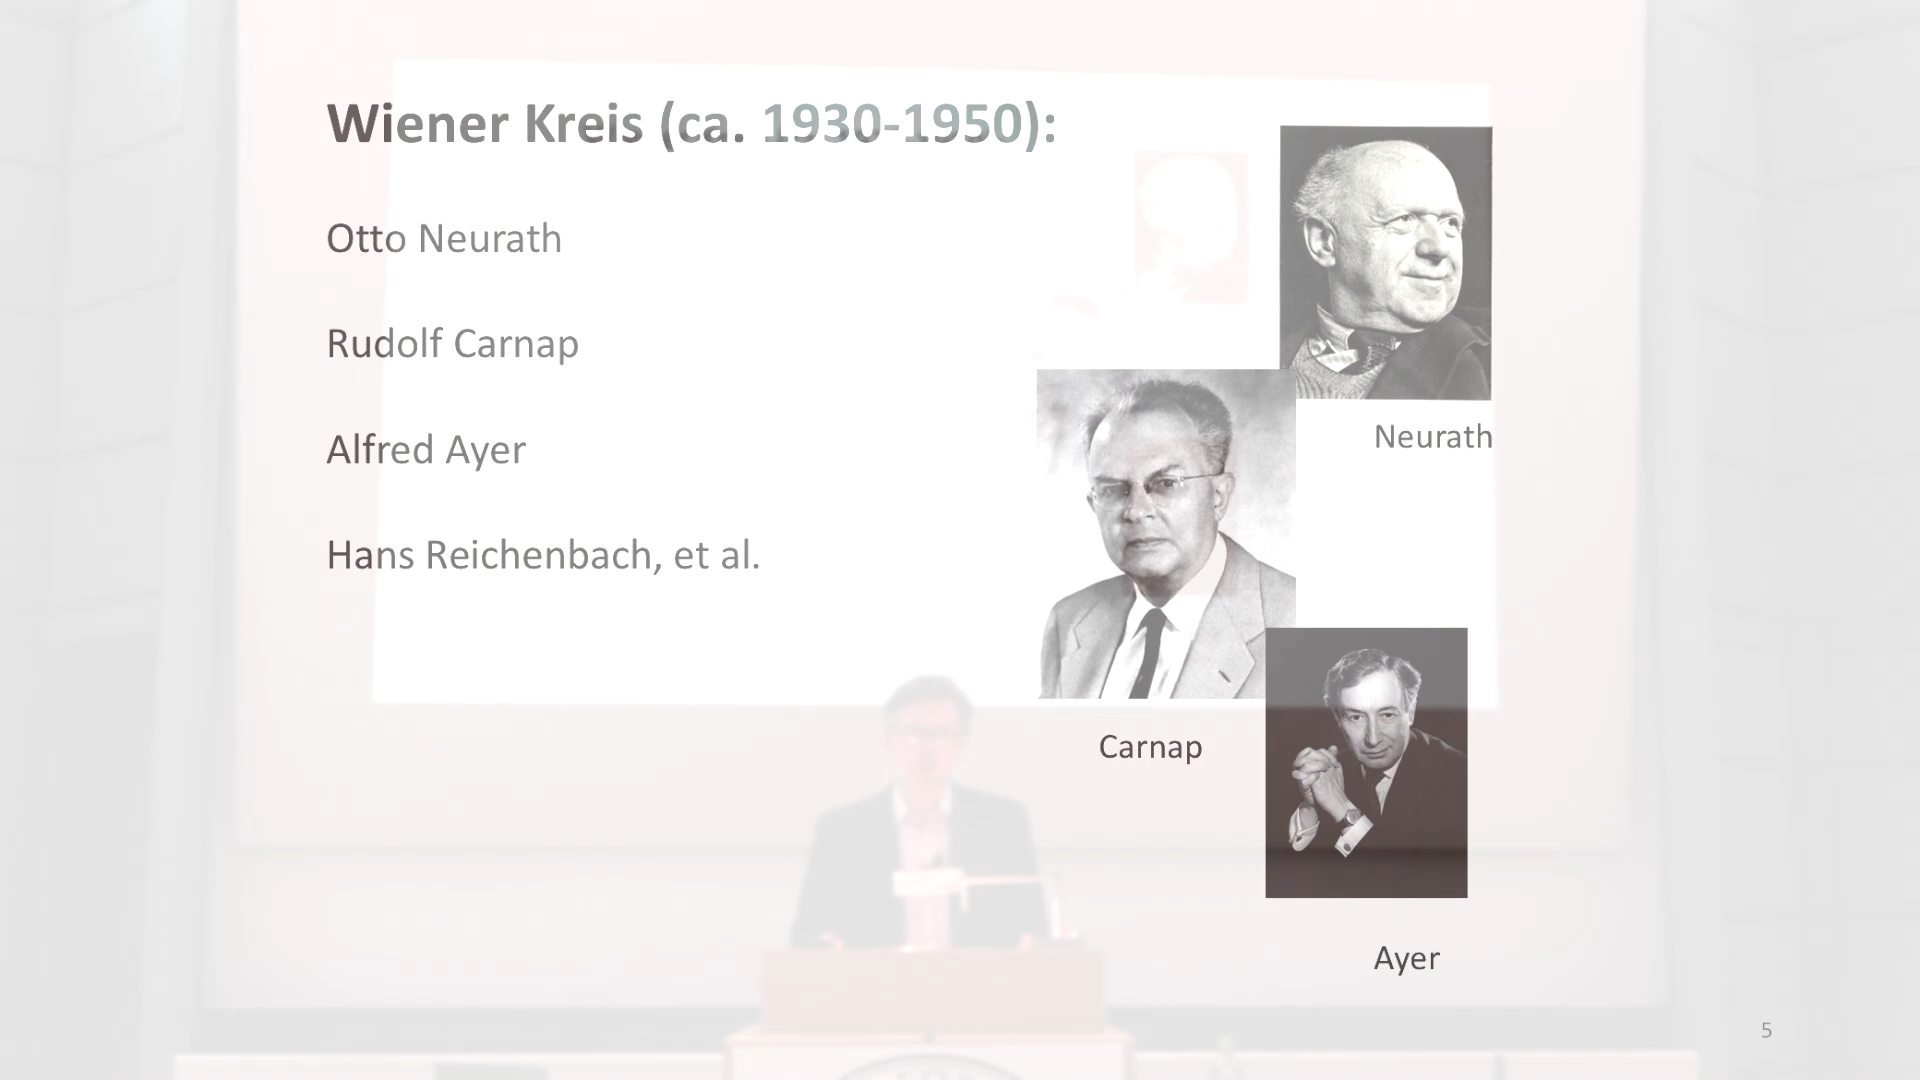 Wiener Kreis (ca. 1930-1950):
Otto Neurath
Rudolf Carnap
Alfred Ayer
Hans Reichenbach, et al.
Neurath
Carnap
Ayer
5